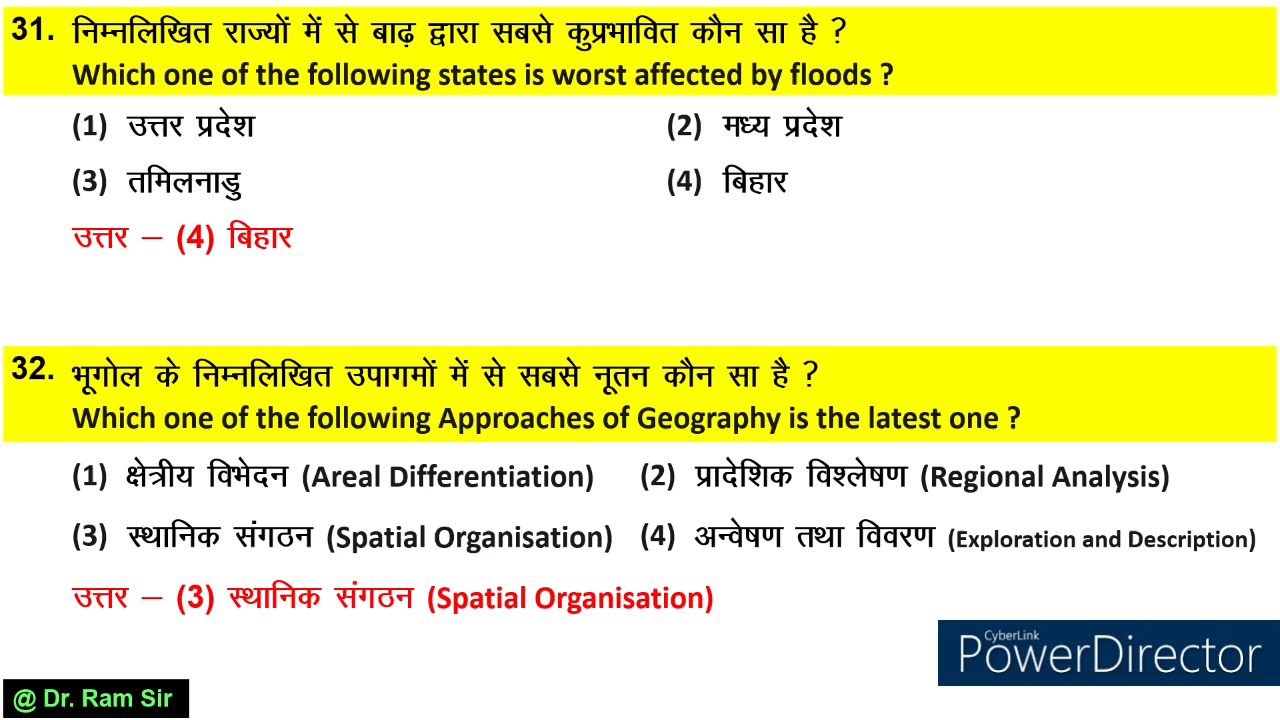 31. निम्नलिखित राज्यों में से बाढ़ द्वारा सबसे कुप्रभावित कौन सा है ?
Which one of the following states is worst affected by floods ?
(1) उत्तर प्रदेश (2) मध्य प्रदेश
(3) तमिलनाडु (4) बिहार
उत्तर – (4) बिहार
32. भूगोल के निम्नलिखित उपागमों में से सबसे नूतन कौन सा है ?
Which one of the following Approaches of Geography is the latest one ?
(1) क्षेत्रीय विभेदन (Areal Differentiation) (2) प्रादेशिक विश्लेषण (Regional Analysis)
(3) स्थानिक संगठन (Spatial Organisation) (4) अन्वेषण तथा विवरण (Exploration and Description)
उत्तर – (3) स्थानिक संगठन (Spatial Organisation)
CyberLink
PowerDirector
@ Dr. Ram Sir